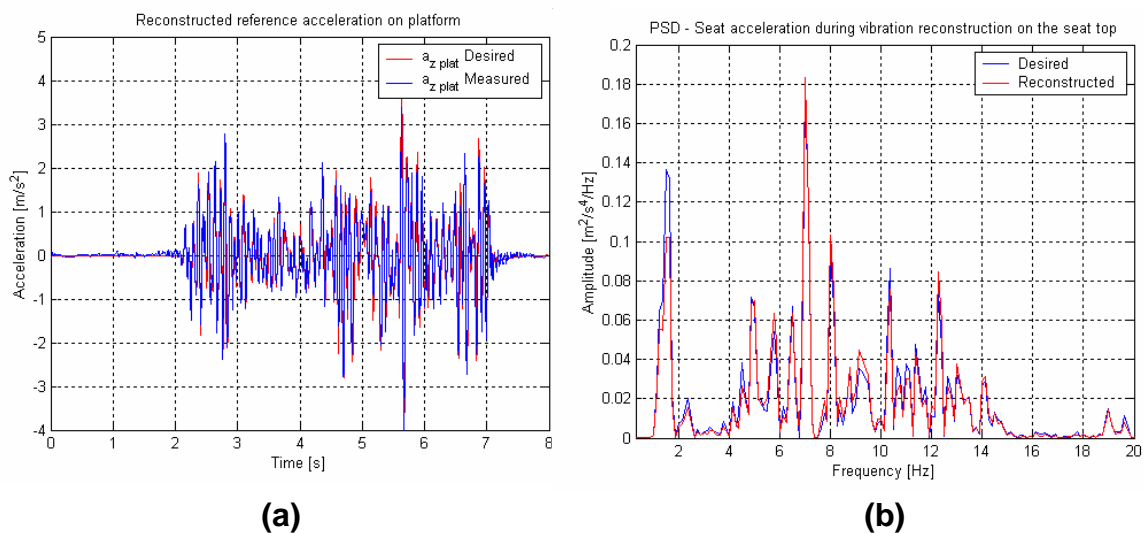 Reconstructed reference acceleration on platform
5
4
3
2
1
0
-1
-2
-3
-4
Acceleration [m/s²]
a z plat Desired
a z plat Measured
0 1 2 3 4 5 6 7 8
Time [s]
(a)
PSD - Seat acceleration during vibration reconstruction on the seat top
0.2
0.18
0.16
0.14
0.12
0.1
0.08
0.06
0.04
0.02
0
Amplitude [m²/s⁴/Hz]
Desired
Reconstructed
2 4 6 8 10 12 14 16 18 20
Frequency [Hz]
(b)